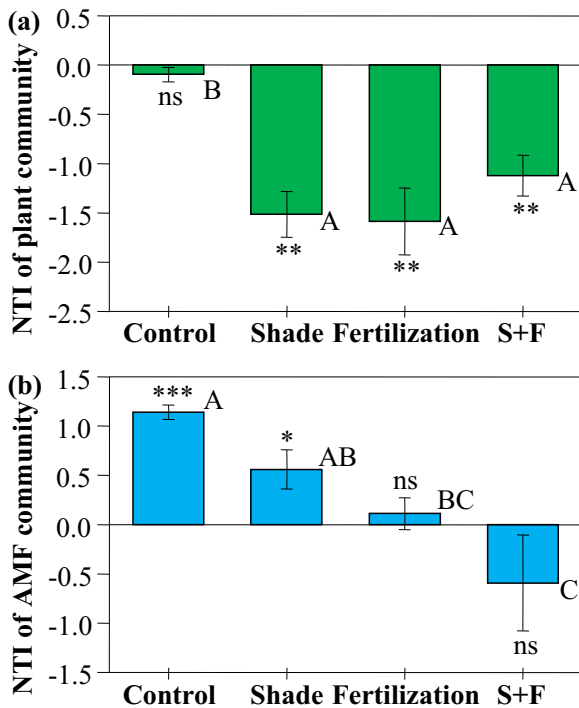 (a)
NTI of plant community
0.5
0.0
-0.5
-1.0
-1.5
-2.0
-2.5
ns B
** A
** A
** A
Control Shade Fertilization S+F
(b)
NTI of AMF community
1.5
1.0
0.5
0.0
-0.5
-1.0
-1.5
*** A
* AB
ns BC
C
ns
Control Shade Fertilization S+F